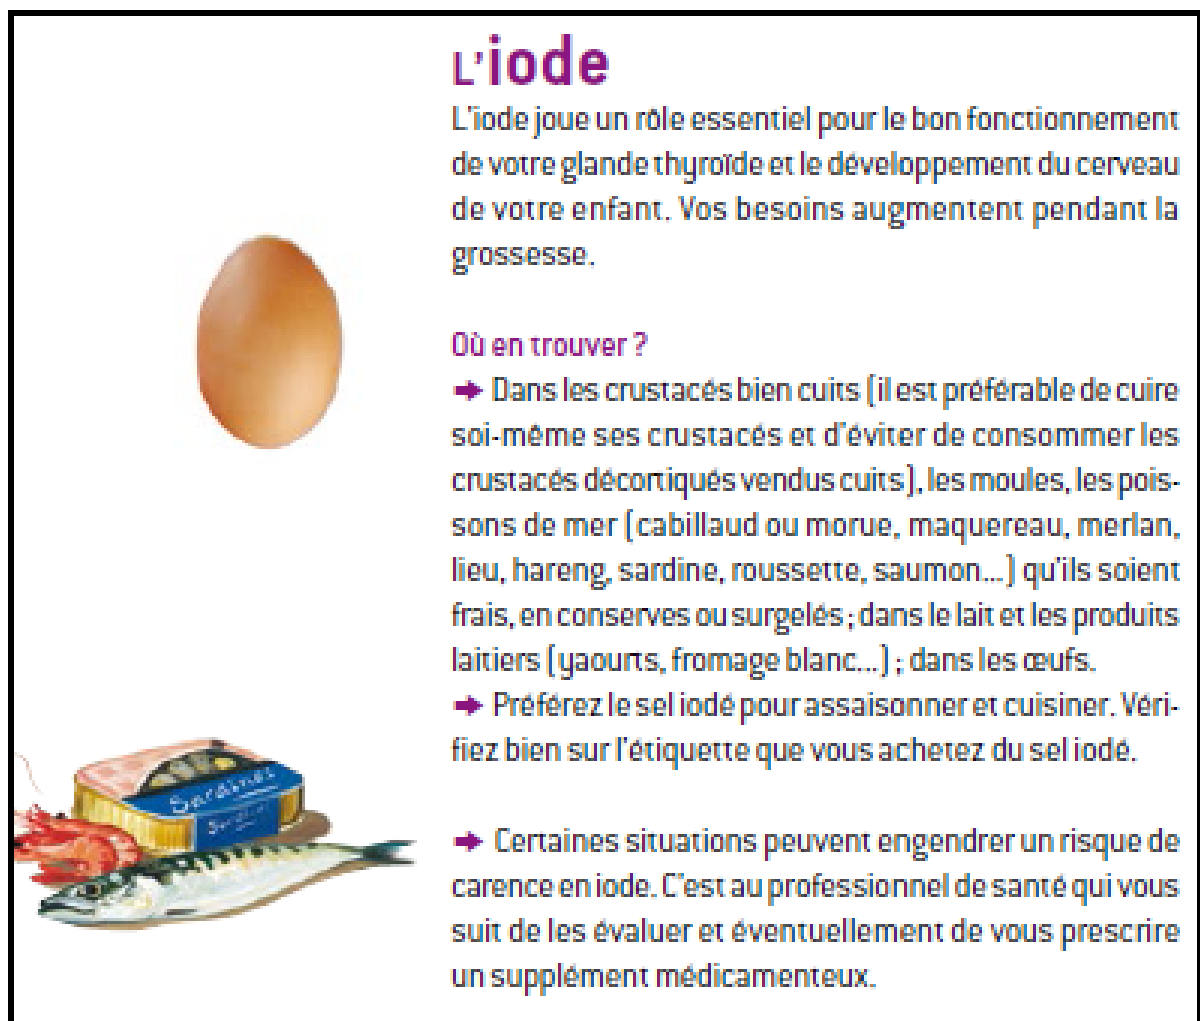 L'iode
L'iode joue un rôle essentiel pour le bon fonctionnement
de votre glande thyroïde et le développement du cerveau
de votre enfant. Vos besoins augmentent pendant la
grossesse.
Où en trouver ?
➡ Dans les crustacés bien cuits (il est préférable de cuire
soi-même ses crustacés et d'éviter de consommer les
crustacés décortiqués vendus cuits), les moules, les pois-
sons de mer (cabillaud ou morue, maquereau, merlan,
lieu, hareng, sardine, roussette, saumon...) qu'ils soient
frais, en conserves ou surgelés ; dans le lait et les produits
laitiers (yaourts, fromage blanc...) ; dans les œufs.
➡ Préférez le sel iodé pour assaisonner et cuisiner. Véri-
fiez bien sur l'étiquette que vous achetez du sel iodé.
Sardines
➡ Certaines situations peuvent engendrer un risque de
carence en iode. C'est au professionnel de santé qui vous
suit de les évaluer et éventuellement de vous prescrire
un supplément médicamenteux.